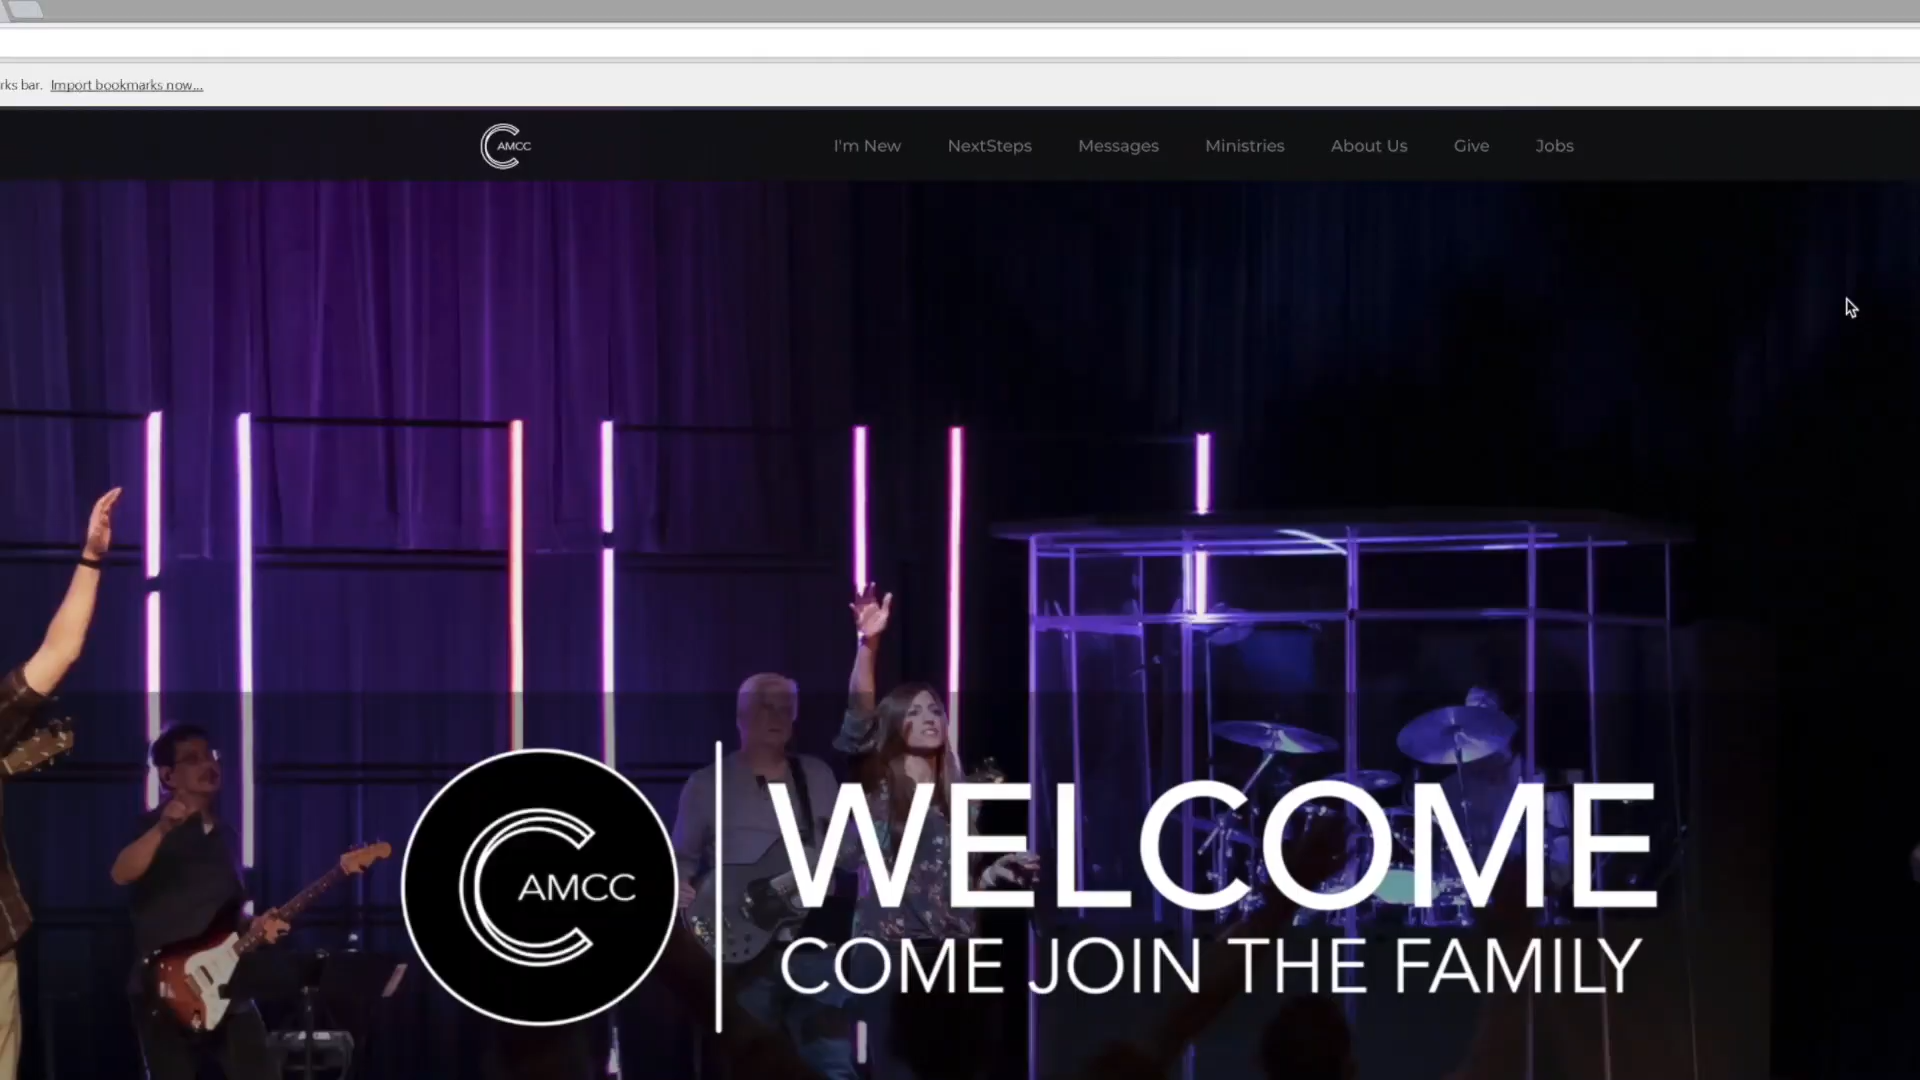 rks bar. Import bookmarks now...
AMCC
I'm New NextSteps Messages Ministries About Us Give Jobs
WELCOME
AMCC
COME JOIN THE FAMILY